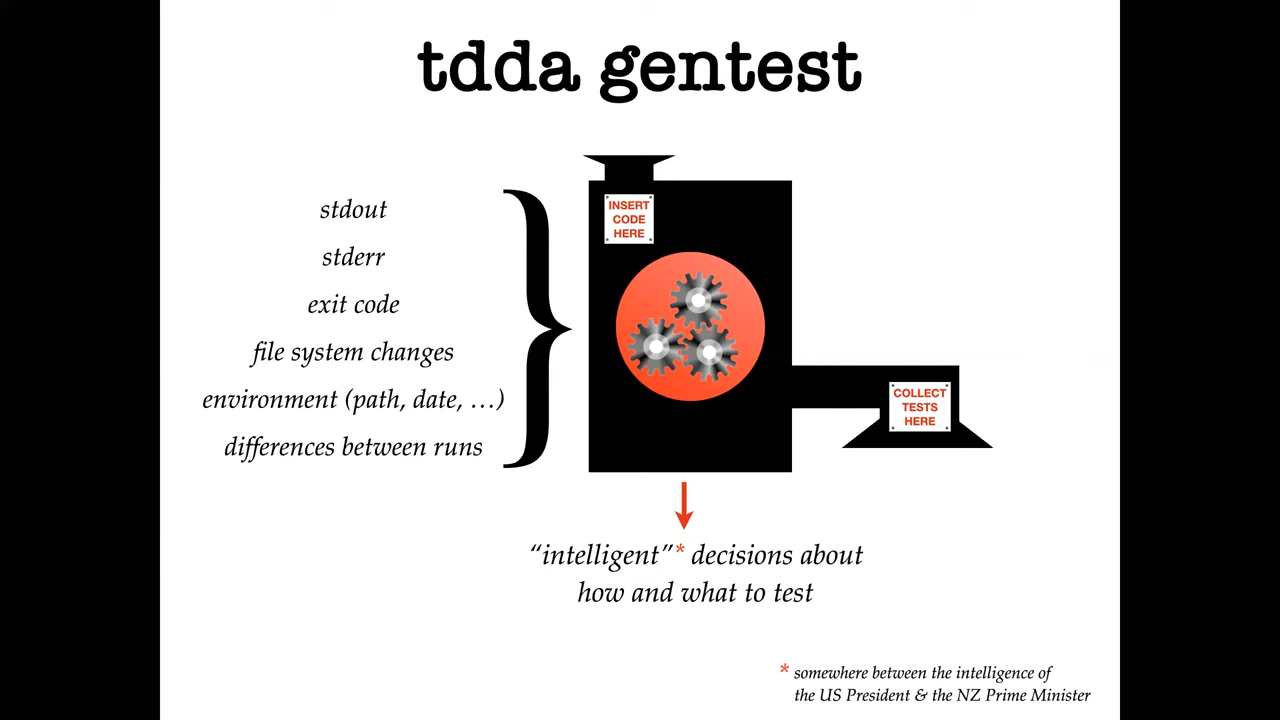 tdda gentest
stdout
stderr
exit code
file system changes
environment (path, date, …)
differences between runs
INSERT
CODE
HERE
COLLECT
TESTS
HERE
“intelligent”* decisions about
how and what to test
* somewhere between the intelligence of
the US President & the NZ Prime Minister